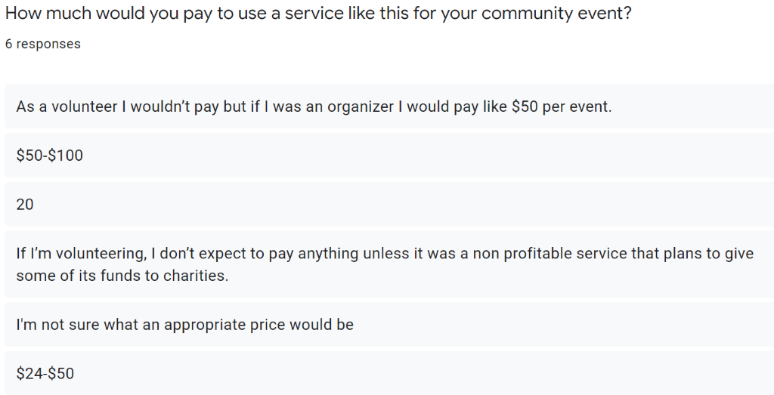 How much would you pay to use a service like this for your community event?
6 responses
As a volunteer I wouldn’t pay but if I was an organizer I would pay like $50 per event.
$50-$100
20
If I’m volunteering, I don’t expect to pay anything unless it was a non profitable service that plans to give
some of its funds to charities.
I'm not sure what an appropriate price would be
$24-$50